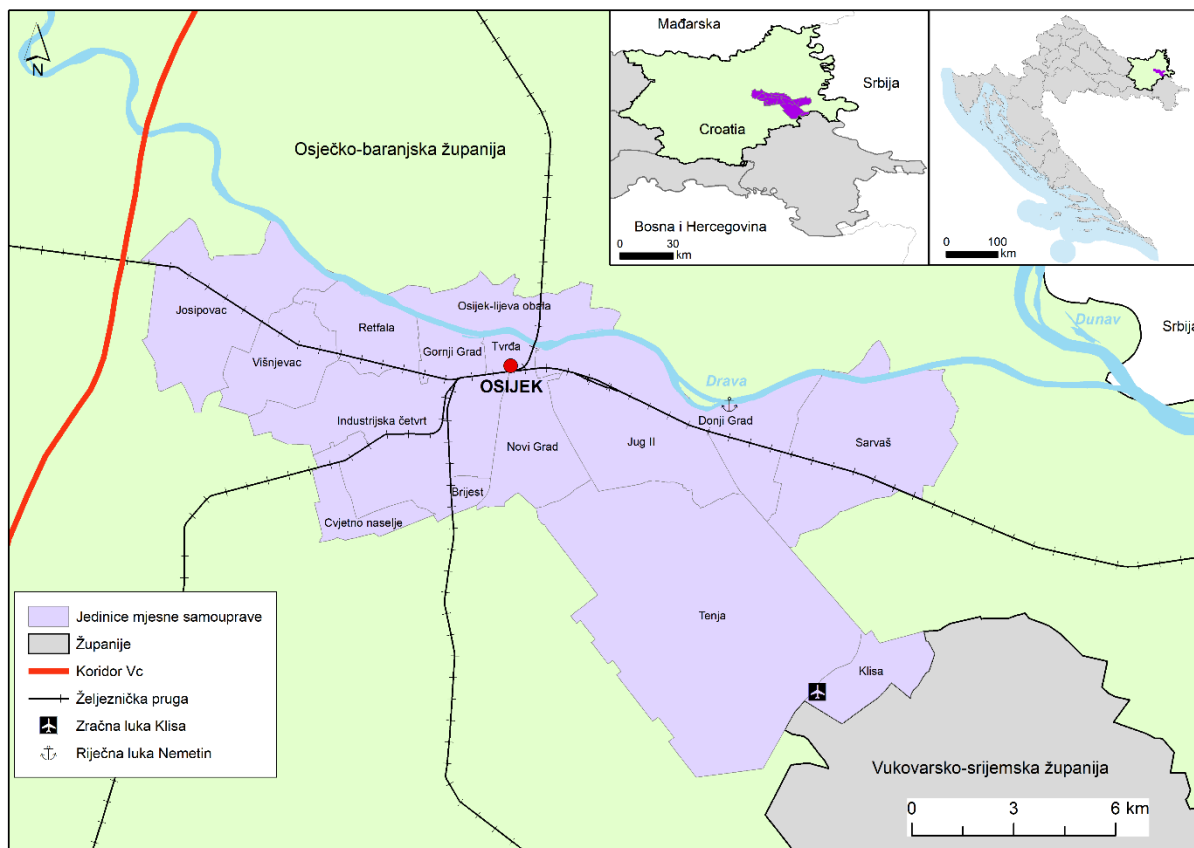 N
Osječko-baranjska županija
Mađarska
Srbija
Croatia
Bosna i Hercegovina
0 30
km
0 100
km
Josipovac
Višnjevac
Retfala
Gornji Grad
Osijek-lijeva obala
Tvrđa
OSIJEK
Industrijska četvrt
Novi Grad
Brijest
Cvjetno naselje
Jug II
Drava
Donji Grad
Sarvaš
Dunav
Srbija
Tenja
Klisa
Vukovarsko-srijemska županija
Jedinice mjesne samouprave
Županije
Koridor Vc
Željeznička pruga
Zračna luka Klisa
Riječna luka Nemetin
0 3 6 km